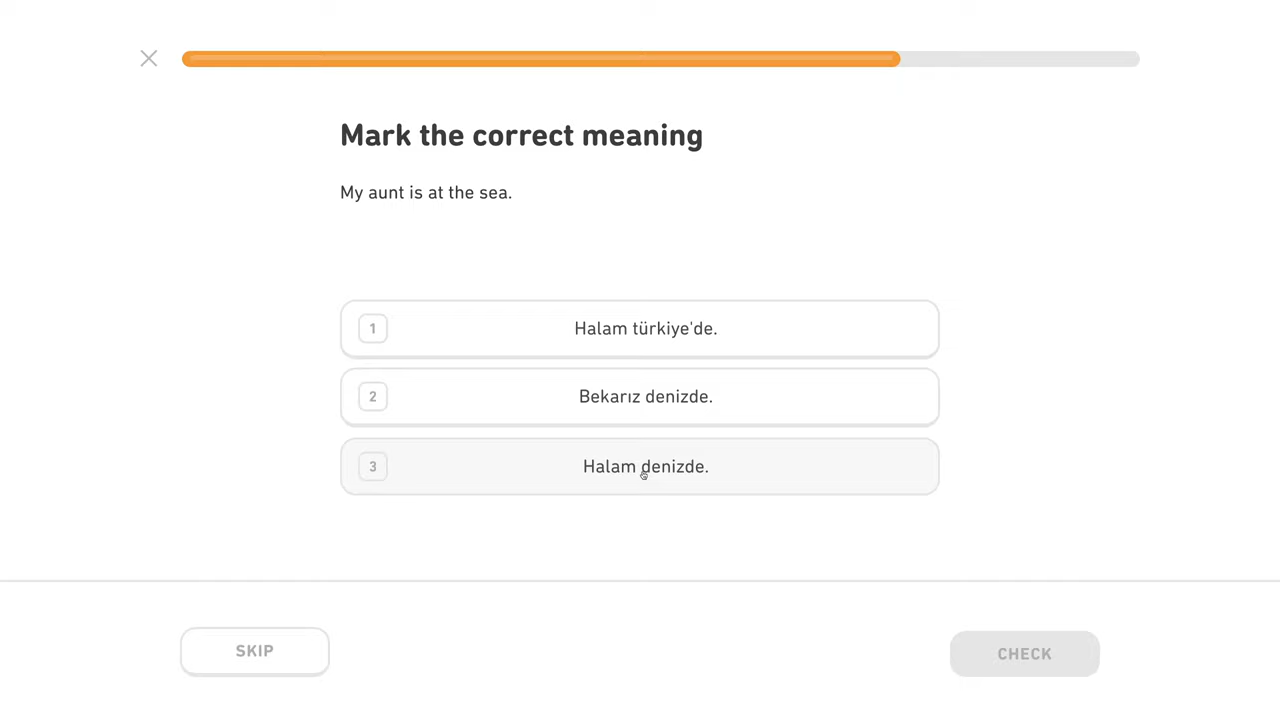 Mark the correct meaning
My aunt is at the sea.
1 Halam türkiye'de.
2 Bekarız denizde.
3 Halam denizde.
SKIP
CHECK